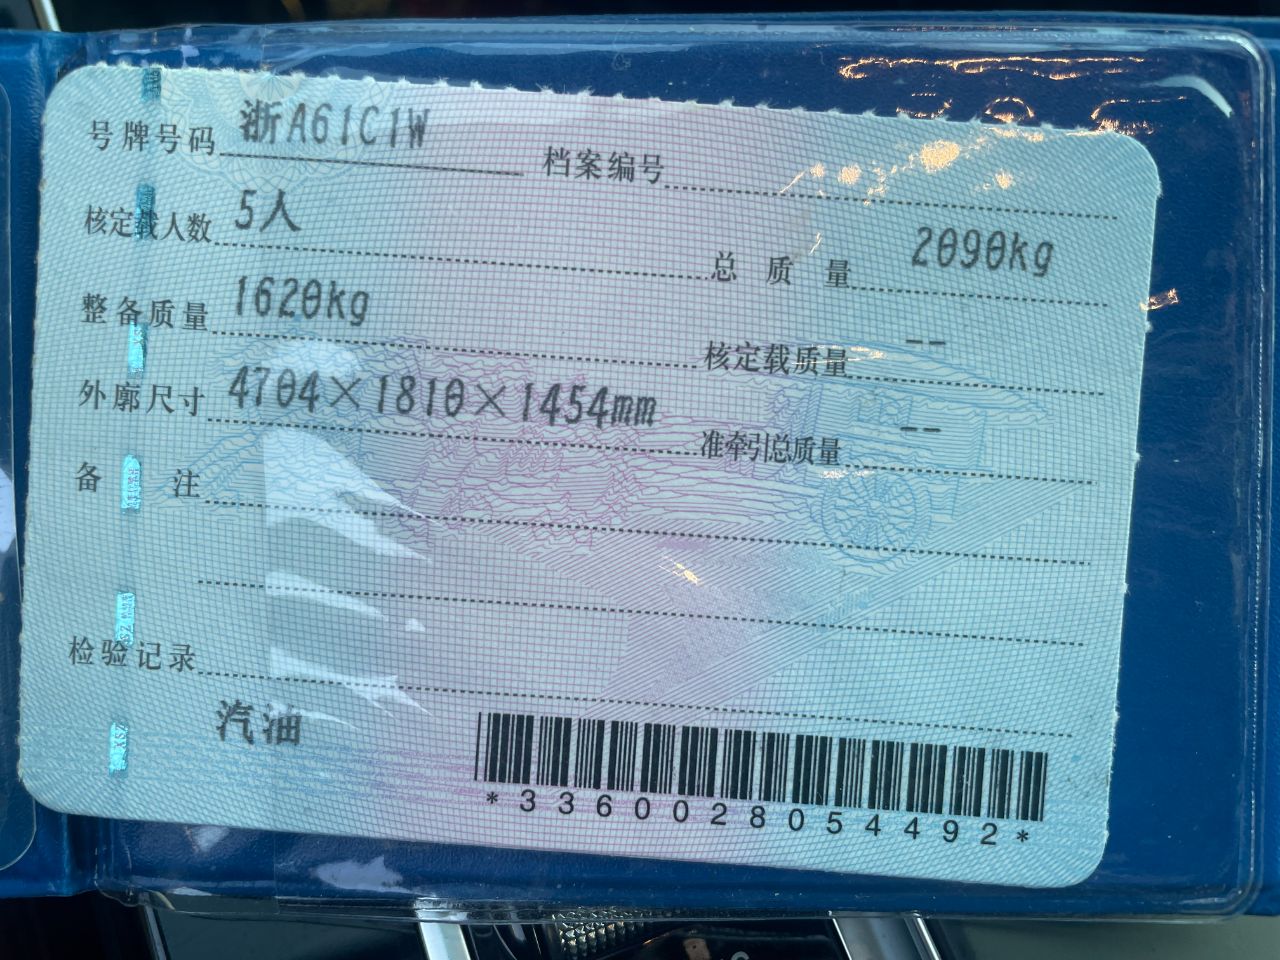 号牌号码 浙A61C1W 档案编号
核定载人数 5人 总质量 2090kg
整备质量 1620kg 核定载质量 --
外廓尺寸 4704×1810×1454mm 准牵引总质量 --
备注
检验记录
汽油
*3360028054492*